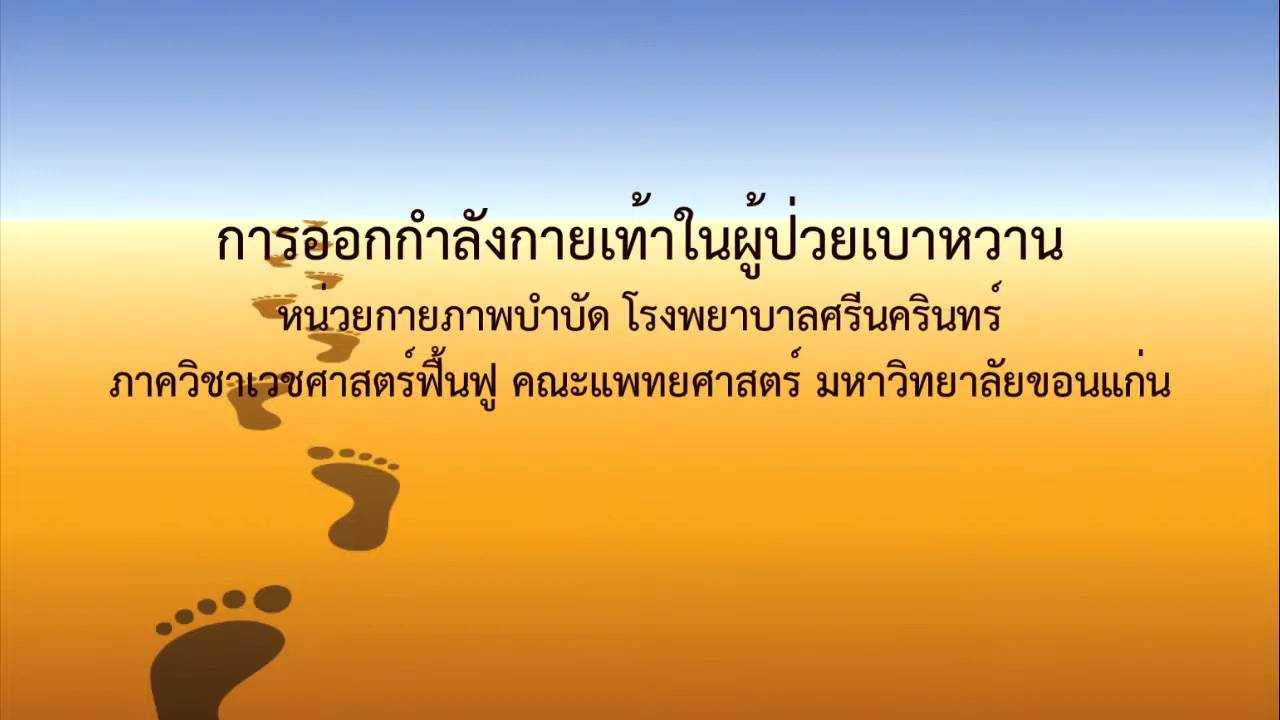 การออกกำลังกายเท้าในผู้ป่วยเบาหวาน
หน่วยกายภาพบำบัด โรงพยาบาลศรีนครินทร์
ภาควิชาเวชศาสตร์ฟื้นฟู คณะแพทยศาสตร์ มหาวิทยาลัยขอนแก่น